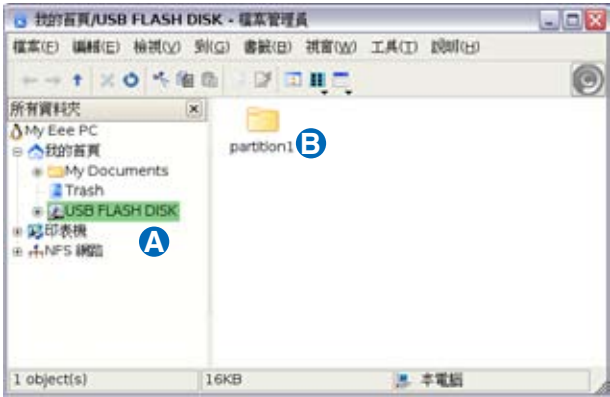 我的首頁/USB FLASH DISK - 檔案管理員
檔案(F) 編輯(E) 檢視(V) 到(G) 書籤(B) 視窗(W) 工具(T) 說明(H)
所有資料夾
My Eee PC
我的首頁
My Documents
Trash
USB FLASH DISK
印表機
NFS 網路
partition1
B
A
1 object(s) 16KB 本電腦